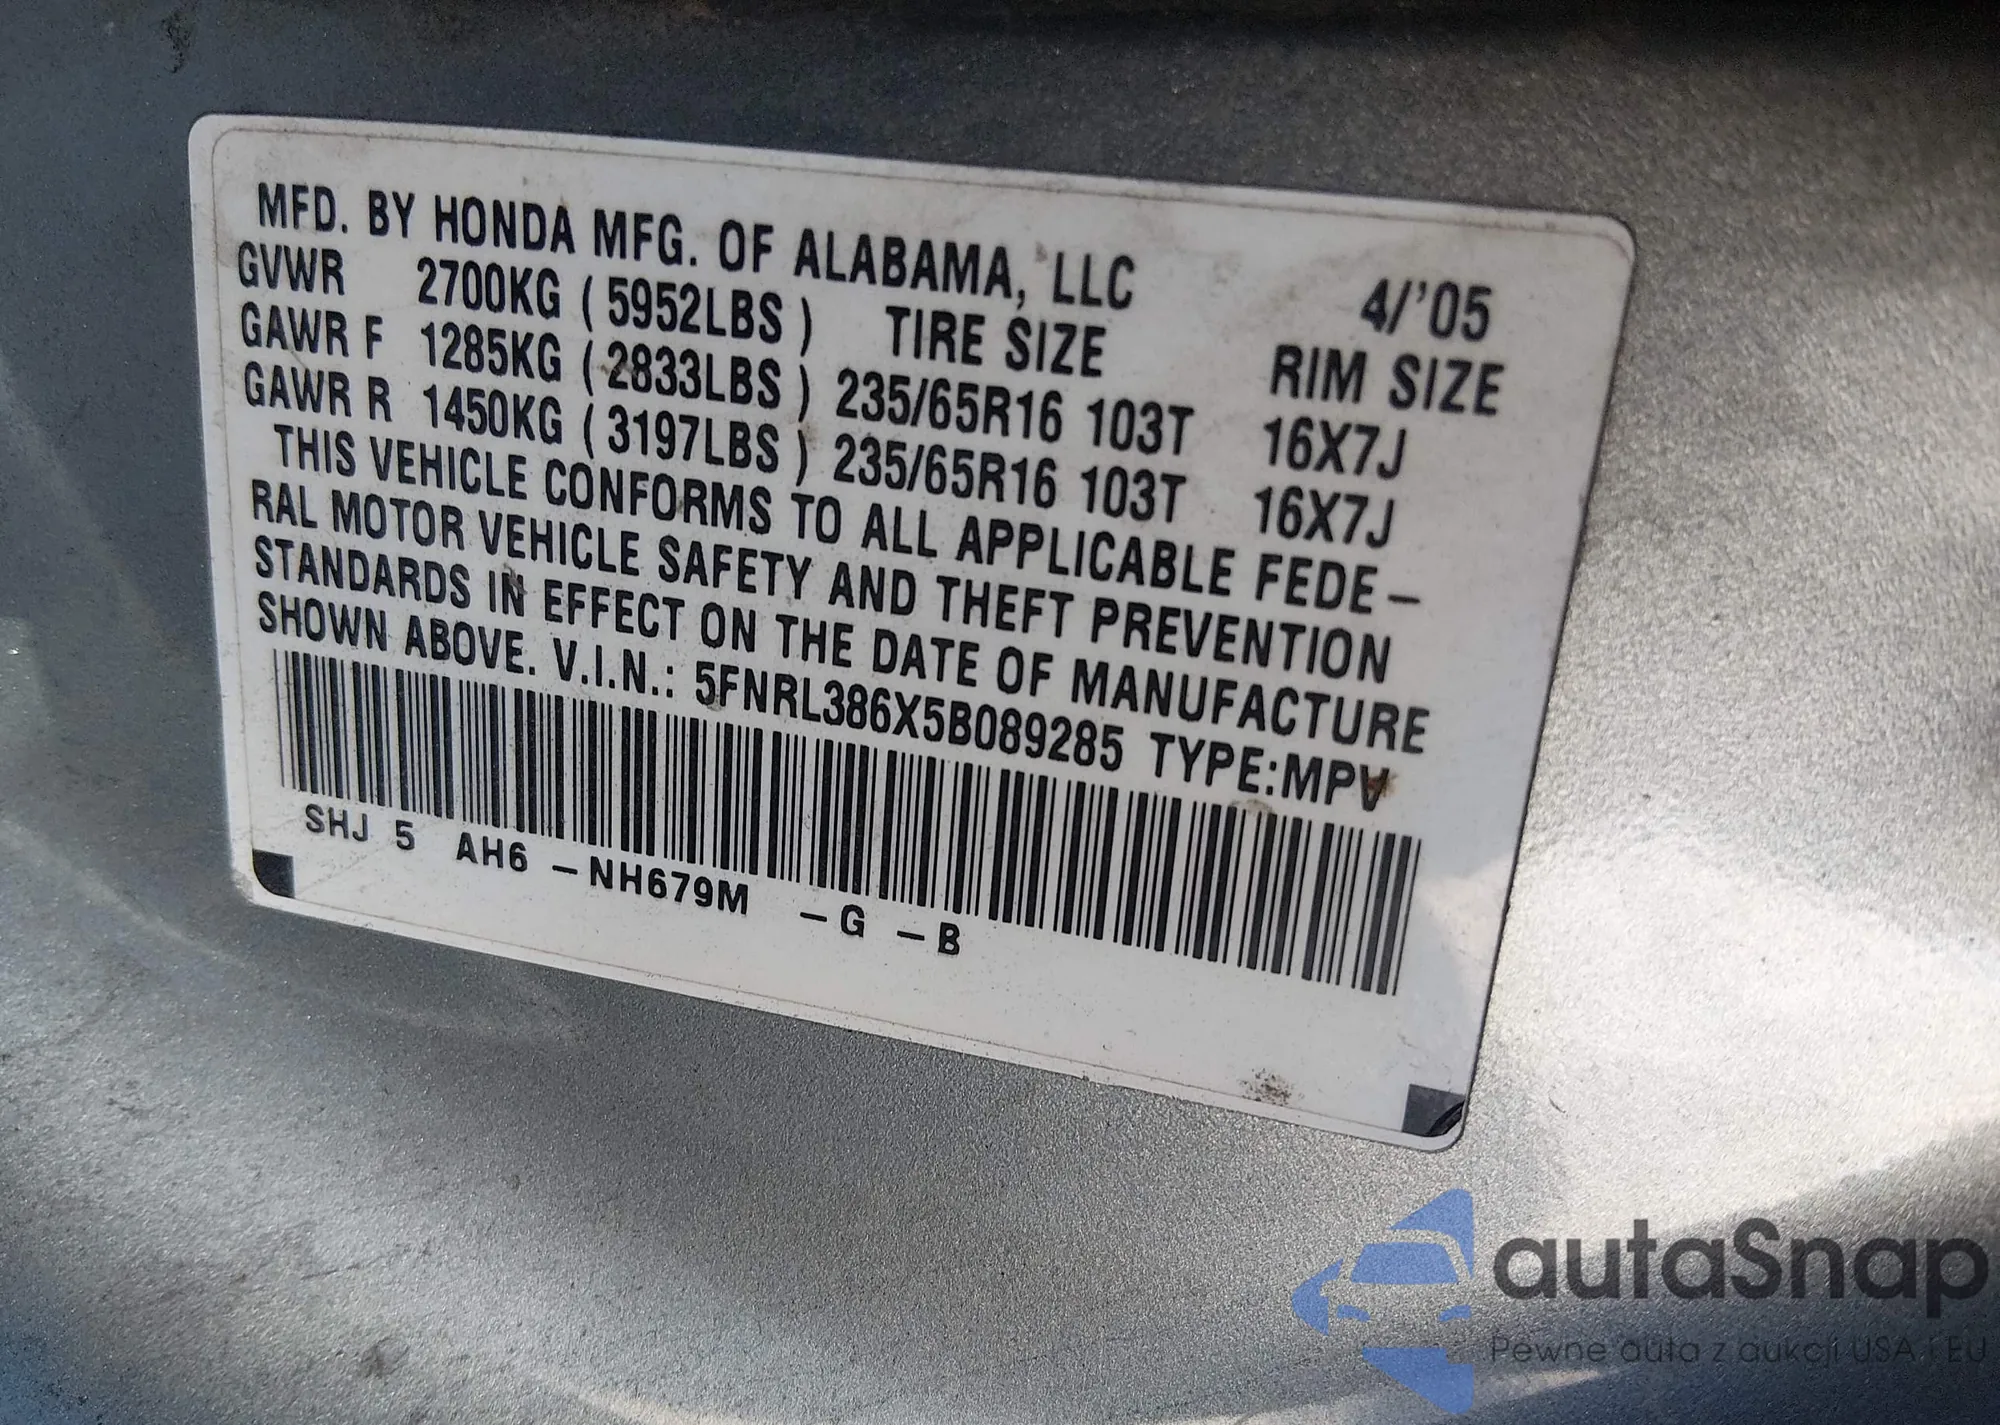 MFD. BY HONDA MFG. OF ALABAMA, LLC 4/'05
GVWR 2700KG (5952LBS) TIRE SIZE RIM SIZE
GAWR F 1285KG (2833LBS) 235/65R16 103T 16X7J
GAWR R 1450KG (3197LBS) 235/65R16 103T 16X7J
THIS VEHICLE CONFORMS TO ALL APPLICABLE FEDE-
RAL MOTOR VEHICLE SAFETY AND THEFT PREVENTION
STANDARDS IN EFFECT ON THE DATE OF MANUFACTURE
SHOWN ABOVE. V.I.N.: 5FNRL386X5B089285 TYPE:MPV
SHJ 5 AH6 -NH679M -G -B
autaSnap
Pewne auta z aukcji USA i EU